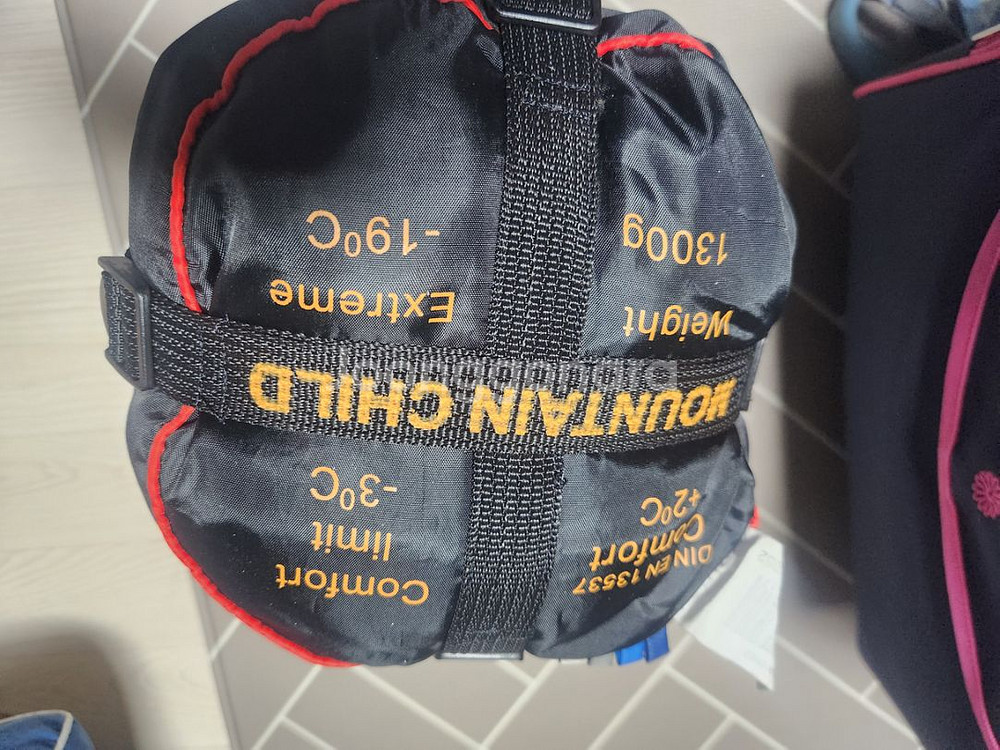 DIN EN 13537
Comfort
+2ºC
Comfort
limit
-3ºC
MOUNTAIN CHILD
Weight
1300g
Extreme
-19ºC